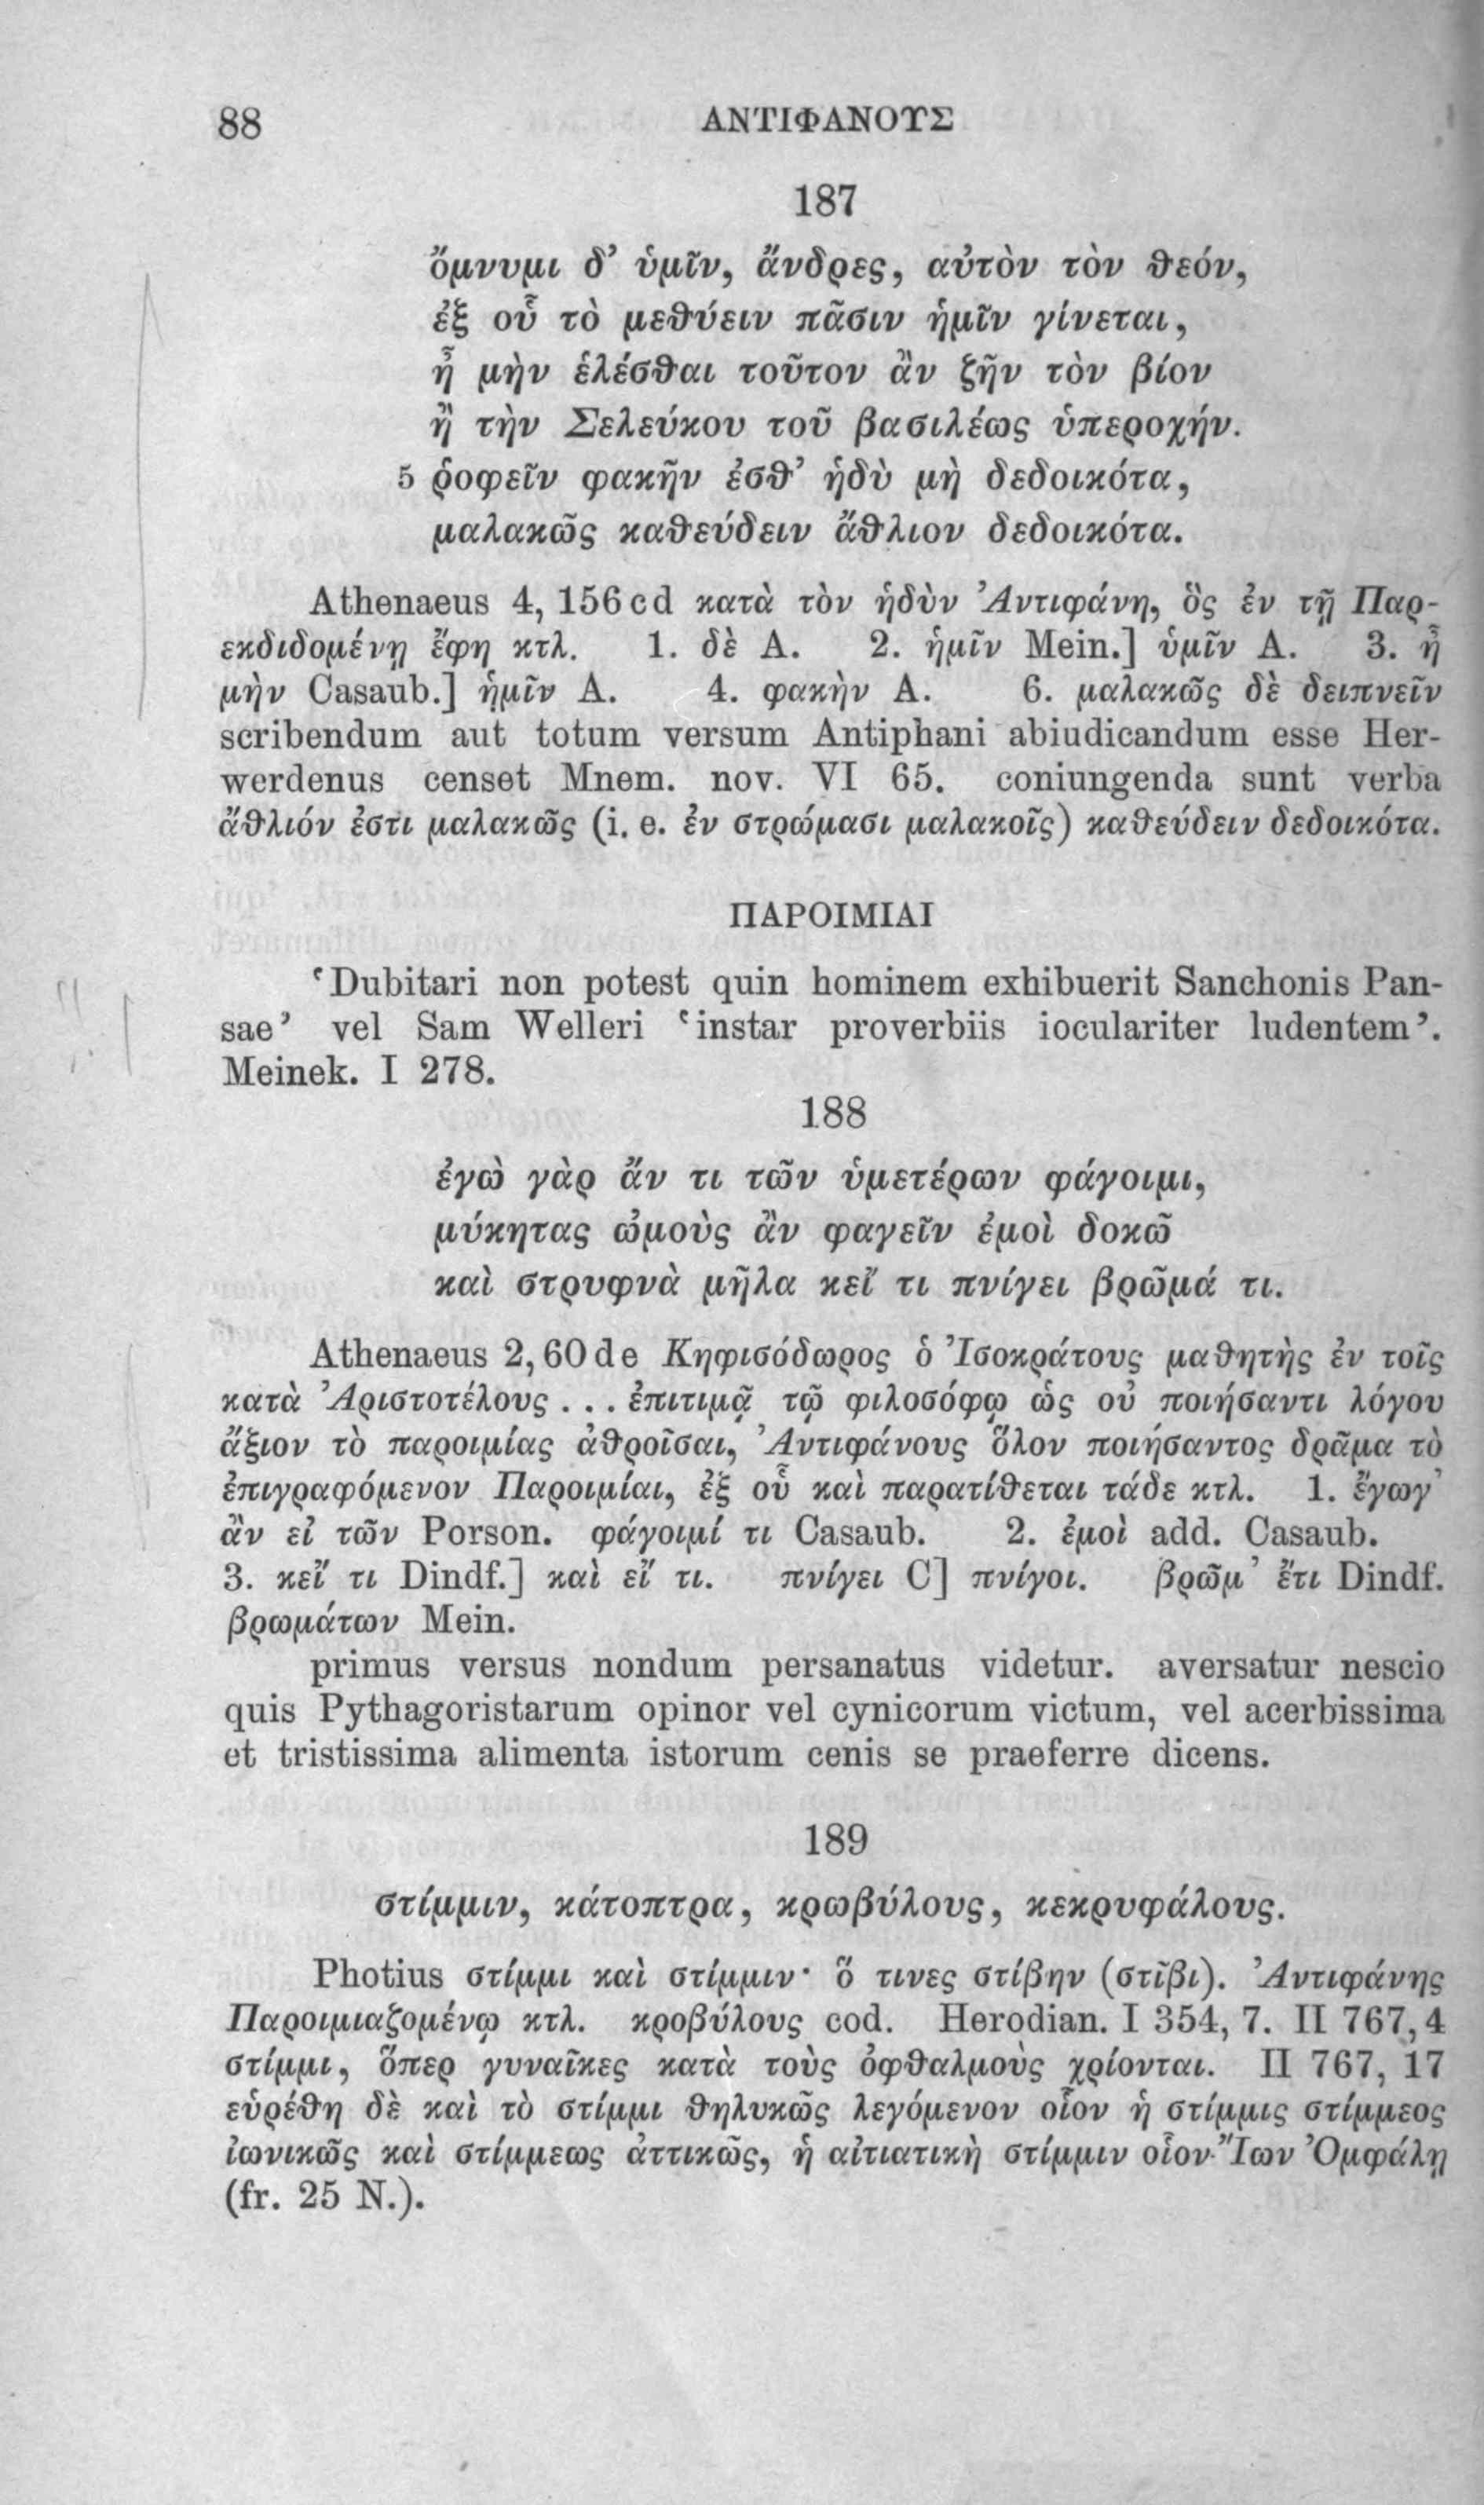 88 ΑΝΤΙΦΑΝΟΥΣ
187
ὄμνυμι δ’ ὑμῖν, ἄνδρες, αὐτὸν τὸν θεόν,
ἐξ οὗ τὸ μεθύειν πᾶσιν ἡμῖν γίνεται,
ἦ μὴν ἑλέσθαι τοῦτον ἂν ζῆν τὸν βίον
ἢ τὴν Σελεύκου τοῦ βασιλέως ὑπεροχήν.
5 ῥοφεῖν φακῆν ἐσθ’ ἡδὺ μὴ δεδοικότα,
μαλακῶς καθεύδειν ἄθλιον δεδοικότα.
Athenaeus 4, 156 cd κατὰ τὸν ἡδὺν Ἀντιφάνη, ὃς ἐν τῇ Παρ-
εκδιδομένῃ ἔφη κτλ. 1. δὲ A. 2. ἡμῖν Mein.] ὑμῖν A. 3. ἦ
μὴν Casaub.] ἡμῖν A. 4. φακὴν A. 6. μαλακῶς δὲ δειπνεῖν
scribendum aut totum versum Antiphani abiudicandum esse Her-
werdenus censet Mnem. nov. VI 65. coniungenda sunt verba
ἄθλιόν ἐστι μαλακῶς (i. e. ἐν στρώμασι μαλακοῖς) καθεύδειν δεδοικότα.
ΠΑΡΟΙΜΙΑΙ
‘Dubitari non potest quin hominem exhibuerit Sanchonis Pan-
sae’ vel Sam Welleri ‘instar proverbiis ioculariter ludentem’.
Meinek. I 278.
188
ἐγὼ γὰρ ἄν τι τῶν ὑμετέρων φάγοιμι,
μύκητας ὠμοὺς ἂν φαγεῖν ἐμοὶ δοκῶ
καὶ στρυφνὰ μῆλα κεἴ τι πνίγει βρῶμά τι.
Athenaeus 2, 60 de Κηφισόδωρος ὁ Ἰσοκράτους μαθητὴς ἐν τοῖς
κατὰ Ἀριστοτέλους ... ἐπιτιμᾷ τῷ φιλοσόφῳ ὡς οὐ ποιήσαντι λόγου
ἄξιον τὸ παροιμίας ἀθροῖσαι, Ἀντιφάνους ὅλον ποιήσαντος δρᾶμα τὸ
ἐπιγραφόμενον Παροιμίαι, ἐξ οὗ καὶ παρατίθεται τάδε κτλ. 1. ἔγωγ’
ἂν εἰ τῶν Porson. φάγοιμί τι Casaub. 2. ἐμοὶ add. Casaub.
3. κεἴ τι Dindf.] καὶ εἴ τι. πνίγει C] πνίγοι. βρῶμ’ ἔτι Dindf.
βρωμάτων Mein.
primus versus nondum persanatus videtur. aversatur nescio
quis Pythagoristarum opinor vel cynicorum victum, vel acerbissima
et tristissima alimenta istorum cenis se praeferre dicens.
189
στίμμιν, κάτοπτρα, κρωβύλους, κεκρυφάλους.
Photius στίμμι καὶ στίμμιν· ὅ τινες στίβην (στῖβι). Ἀντιφάνης
Παροιμιαζομένῳ κτλ. κροβύλους cod. Herodian. I 354, 7. II 767, 4
στίμμι, ὅπερ γυναῖκες κατὰ τοὺς ὀφθαλμοὺς χρίονται. II 767, 17
εὑρέθη δὲ καὶ τὸ στίμμι θηλυκῶς λεγόμενον οἷον ἡ στίμμις στίμμεος
ἰωνικῶς καὶ στίμμεως ἀττικῶς, ἡ αἰτιατικὴ στίμμιν οἷον Ἴων Ὀμφάλῃ
(fr. 25 N.).